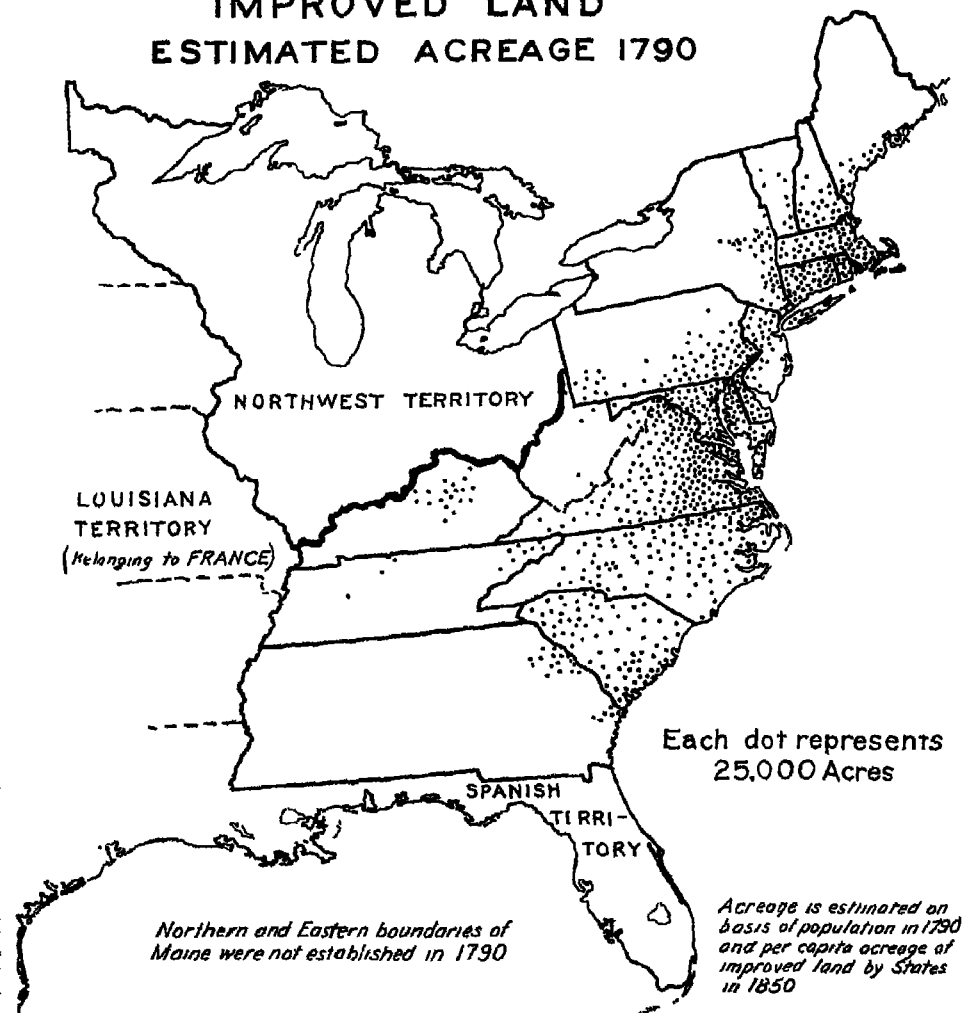 IMPROVED LAND
ESTIMATED ACREAGE 1790
NORTHWEST TERRITORY
LOUISIANA
TERRITORY
(Belonging to FRANCE)
Each dot represents
25,000 Acres
SPANISH
TIRRI-
TORY
Northern and Eastern boundaries of
Maine were not established in 1790
Acreage is estimated on
basis of population in 1790
and per capita acreage of
improved land by States
in 1850